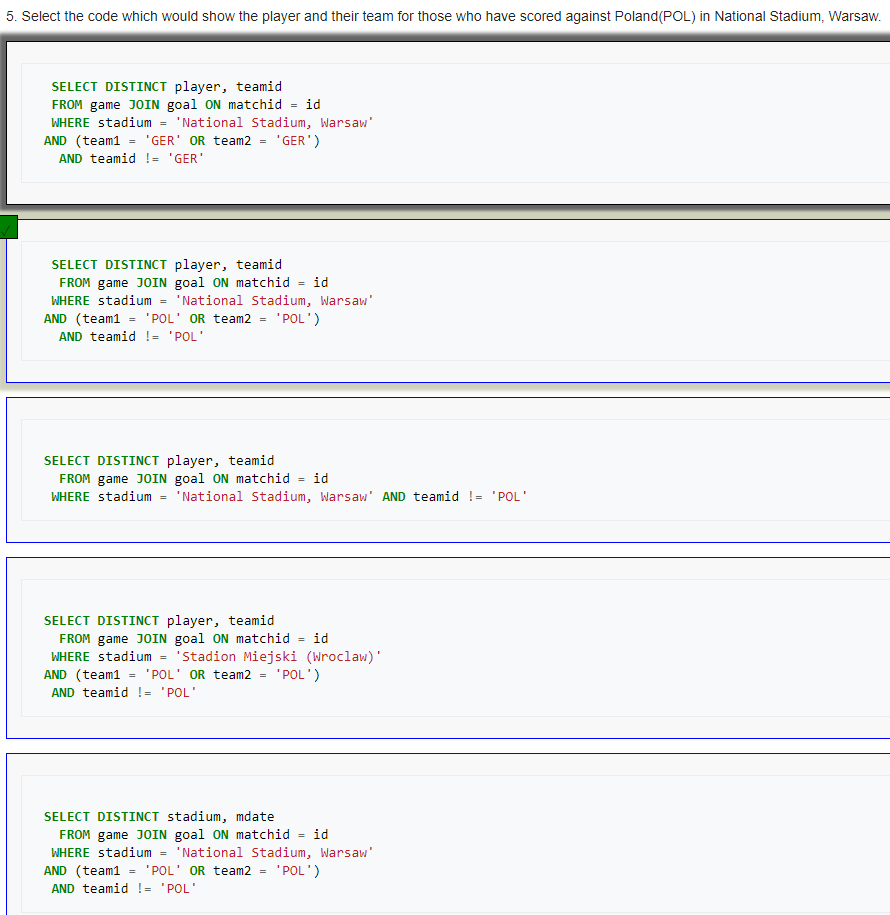 5. Select the code which would show the player and their team for those who have scored against Poland(POL) in National Stadium, Warsaw.
SELECT DISTINCT player, teamid
FROM game JOIN goal ON matchid = id
WHERE stadium = 'National Stadium, Warsaw'
AND (team1 = 'GER' OR team2 = 'GER')
AND teamid != 'GER'
✓
SELECT DISTINCT player, teamid
FROM game JOIN goal ON matchid = id
WHERE stadium = 'National Stadium, Warsaw'
AND (team1 = 'POL' OR team2 = 'POL')
AND teamid != 'POL'
SELECT DISTINCT player, teamid
FROM game JOIN goal ON matchid = id
WHERE stadium = 'National Stadium, Warsaw' AND teamid != 'POL'
SELECT DISTINCT player, teamid
FROM game JOIN goal ON matchid = id
WHERE stadium = 'Stadion Miejski (Wroclaw)'
AND (team1 = 'POL' OR team2 = 'POL')
AND teamid != 'POL'
SELECT DISTINCT stadium, mdate
FROM game JOIN goal ON matchid = id
WHERE stadium = 'National Stadium, Warsaw'
AND (team1 = 'POL' OR team2 = 'POL')
AND teamid != 'POL'